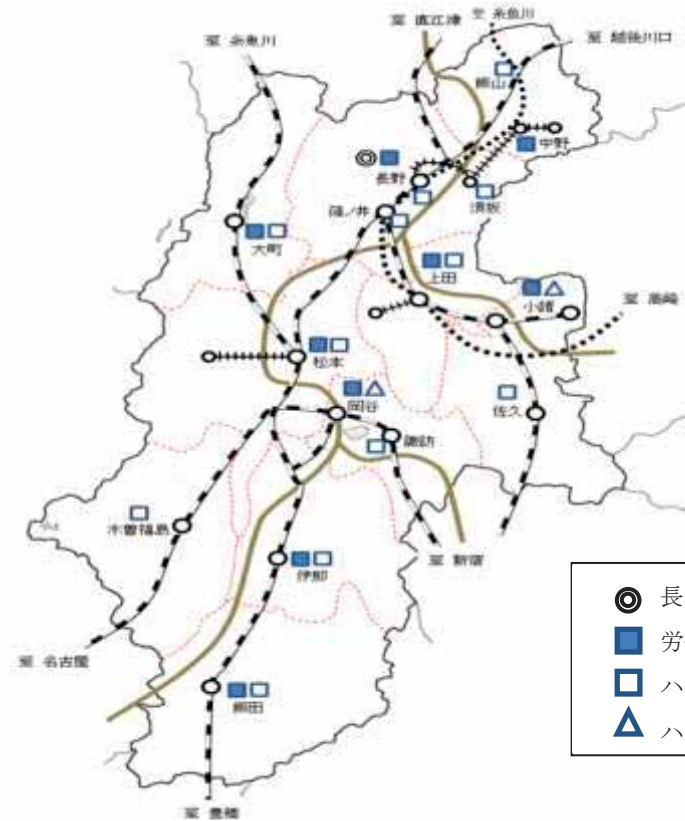 至 糸魚川
至 直江津
至 糸魚川
至 越後川口
飯山
中野
長野
須坂
篠ノ井
大町
上田
小諸
至 高崎
松本
岡谷
佐久
諏訪
木曽福島
至 新宿
伊那
至 名古屋
飯田
至 豊橋
長
労
ハ
ハ